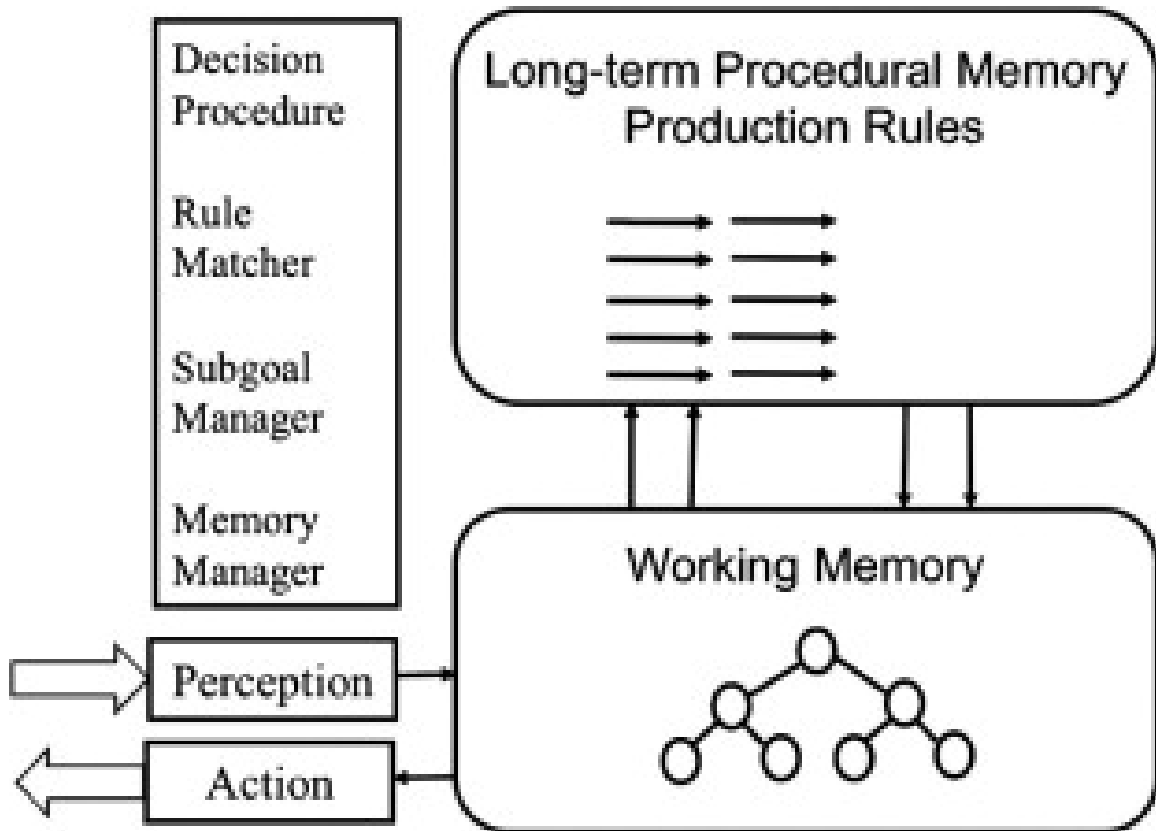 Decision
Procedure
Rule
Matcher
Subgoal
Manager
Memory
Manager
Long-term Procedural Memory
Production Rules
Working Memory
Perception
Action